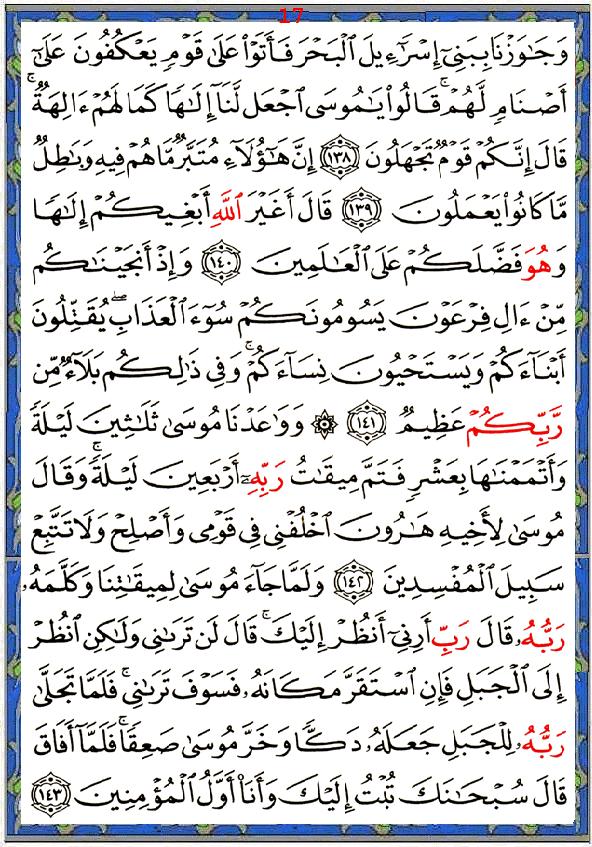 17
وَجَٰوَزْنَا بِبَنِىٓ إِسْرَٰٓءِيلَ ٱلْبَحْرَ فَأَتَوْا۟ عَلَىٰ قَوْمٍ يَعْكُفُونَ عَلَىٰٓ
أَصْنَامٍ لَّهُمْ ۚ قَالُوا۟ يَٰمُوسَى ٱجْعَل لَّنَآ إِلَٰهًا كَمَا لَهُمْ ءَالِهَةٌ ۚ
قَالَ إِنَّكُمْ قَوْمٌ تَجْهَلُونَ ١٣٨ إِنَّ هَٰٓؤُلَآءِ مُتَبَّرٌ مَّا هُمْ فِيهِ وَبَٰطِلٌ
مَّا كَانُوا۟ يَعْمَلُونَ ١٣٩ قَالَ أَغَيْرَ ٱللَّهِ أَبْغِيكُمْ إِلَٰهًا
وَهُوَ فَضَّلَكُمْ عَلَى ٱلْعَٰلَمِينَ ١٤٠ وَإِذْ أَنجَيْنَٰكُم
مِّنْ ءَالِ فِرْعَوْنَ يَسُومُونَكُمْ سُوٓءَ ٱلْعَذَابِ ۖ يُقَتِّلُونَ
أَبْنَآءَكُمْ وَيَسْتَحْيُونَ نِسَآءَكُمْ ۚ وَفِى ذَٰلِكُم بَلَآءٌ مِّن
رَّبِّكُمْ عَظِيمٌ ١٤١ ۞ وَوَٰعَدْنَا مُوسَىٰ ثَلَٰثِينَ لَيْلَةً
وَأَتْمَمْنَٰهَا بِعَشْرٍ فَتَمَّ مِيقَٰتُ رَبِّهِۦٓ أَرْبَعِينَ لَيْلَةً ۚ وَقَالَ
مُوسَىٰ لِأَخِيهِ هَٰرُونَ ٱخْلُفْنِى فِى قَوْمِى وَأَصْلِحْ وَلَا تَتَّبِعْ
سَبِيلَ ٱلْمُفْسِدِينَ ١٤٢ وَلَمَّا جَآءَ مُوسَىٰ لِمِيقَٰتِنَا وَكَلَّمَهُۥ
رَبُّهُۥ قَالَ رَبِّ أَرِنِىٓ أَنظُرْ إِلَيْكَ ۚ قَالَ لَن تَرَىٰنِى وَلَٰكِنِ ٱنظُرْ
إِلَى ٱلْجَبَلِ فَإِنِ ٱسْتَقَرَّ مَكَانَهُۥ فَسَوْفَ تَرَىٰنِى ۚ فَلَمَّا تَجَلَّىٰ
رَبُّهُۥ لِلْجَبَلِ جَعَلَهُۥ دَكًّا وَخَرَّ مُوسَىٰ صَعِقًا ۚ فَلَمَّآ أَفَاقَ
قَالَ سُبْحَٰنَكَ تُبْتُ إِلَيْكَ وَأَنَا۠ أَوَّلُ ٱلْمُؤْمِنِينَ ١٤٣